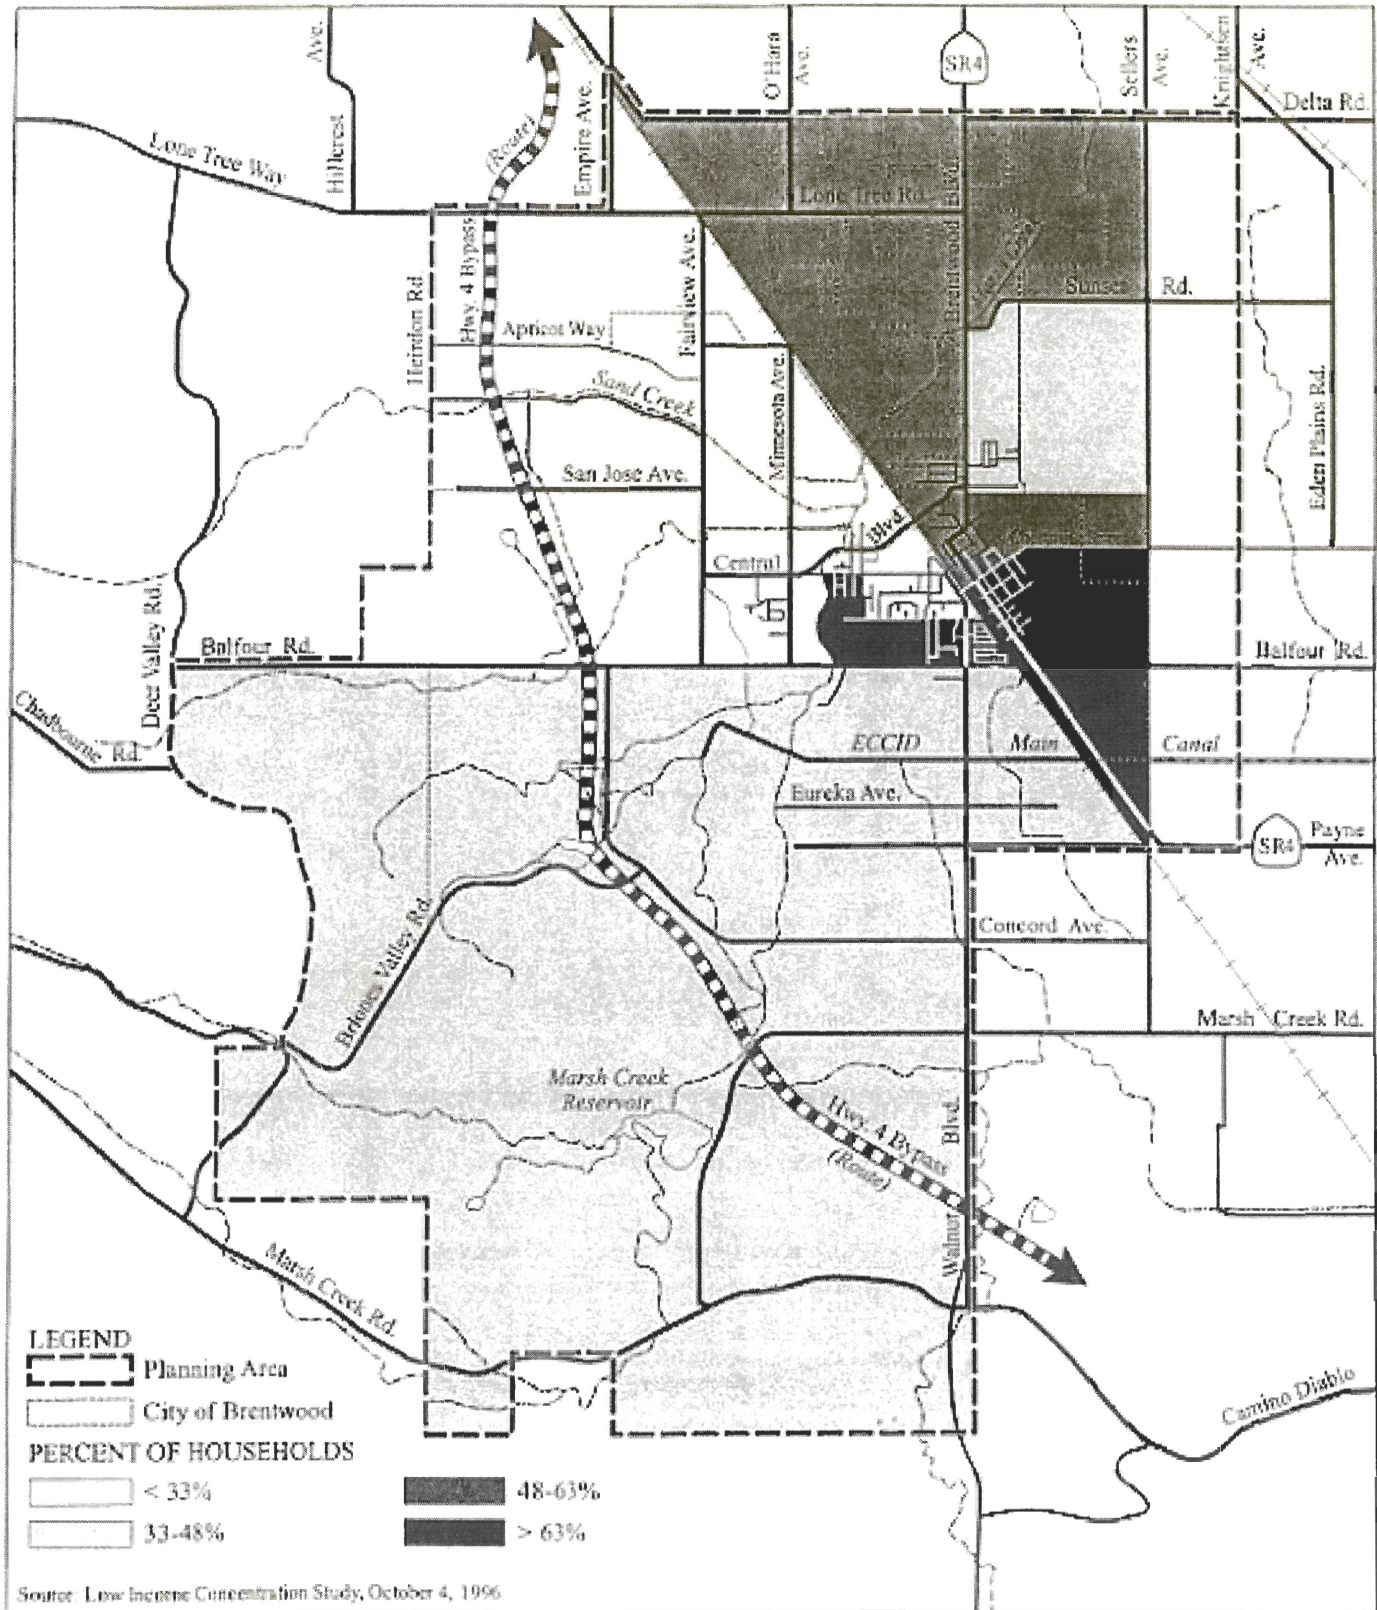 Hillcrest Ave.
(Route)
Empire Ave.
O'Hara Ave.
SR4
Sellers Ave.
Knightsen Ave.
Delta Rd.
Lone Tree Way
Lone Tree Rd.
Brentwood Blvd.
Heindon Rd.
Hwy. 4 Bypass
Fairview Ave.
Sunset Rd.
Apricot Way
Sand Creek
Minnesota Ave.
Eden Plains Rd.
San Jose Ave.
Central Blvd.
Deer Valley Rd.
Balfour Rd.
Balfour Rd.
Chadbourne Rd.
ECCID Main Canal
Eureka Ave.
SR4
Payne Ave.
Briones Valley Rd.
Concord Ave.
Marsh Creek Rd.
Marsh Creek
Reservoir
Hwy. 4 Bypass
(Route)
Walnut Blvd.
Marsh Creek Rd.
Camino Diablo
LEGEND
Planning Area
City of Brentwood
PERCENT OF HOUSEHOLDS
< 33%
33-48%
48-63%
> 63%
Source: Low Income Concentration Study, October 4, 1996